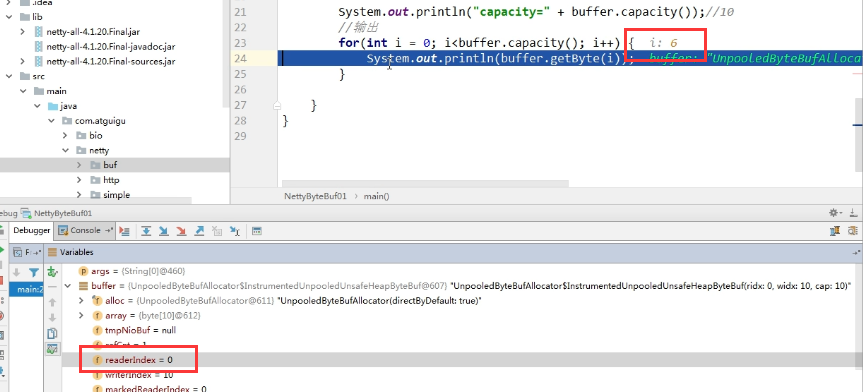 .idea
lib
netty-all-4.1.20.Final.jar
netty-all-4.1.20.Final-javadoc.jar
netty-all-4.1.20.Final-sources.jar
src
main
java
com.atguigu
bio
netty
buf
http
simple
21 System.out.println("capacity=" + buffer.capacity());//10
22 //输出
23 for(int i = 0; i<buffer.capacity(); i++) { i: 6
24 System.out.println(buffer.getByte(i)); buffer: "UnpooledByteBufAlloca
25 }
26
27 }
28 }
29
NettyByteBuf01 › main()
ebug NettyByteBuf01
Debugger Console
F Variables
main:2
args = {String[0]@460}
buffer = {UnpooledByteBufAllocator$InstrumentedUnpooledUnsafeHeapByteBuf@607} "UnpooledByteBufAllocator$InstrumentedUnpooledUnsafeHeapByteBuf(ridx: 0, widx: 10, cap: 10)"
alloc = {UnpooledByteBufAllocator@611} "UnpooledByteBufAllocator(directByDefault: true)"
array = {byte[10]@612}
tmpNioBuf = null
refCnt = 1
readerIndex = 0
writerIndex = 10
markedReaderIndex = 0